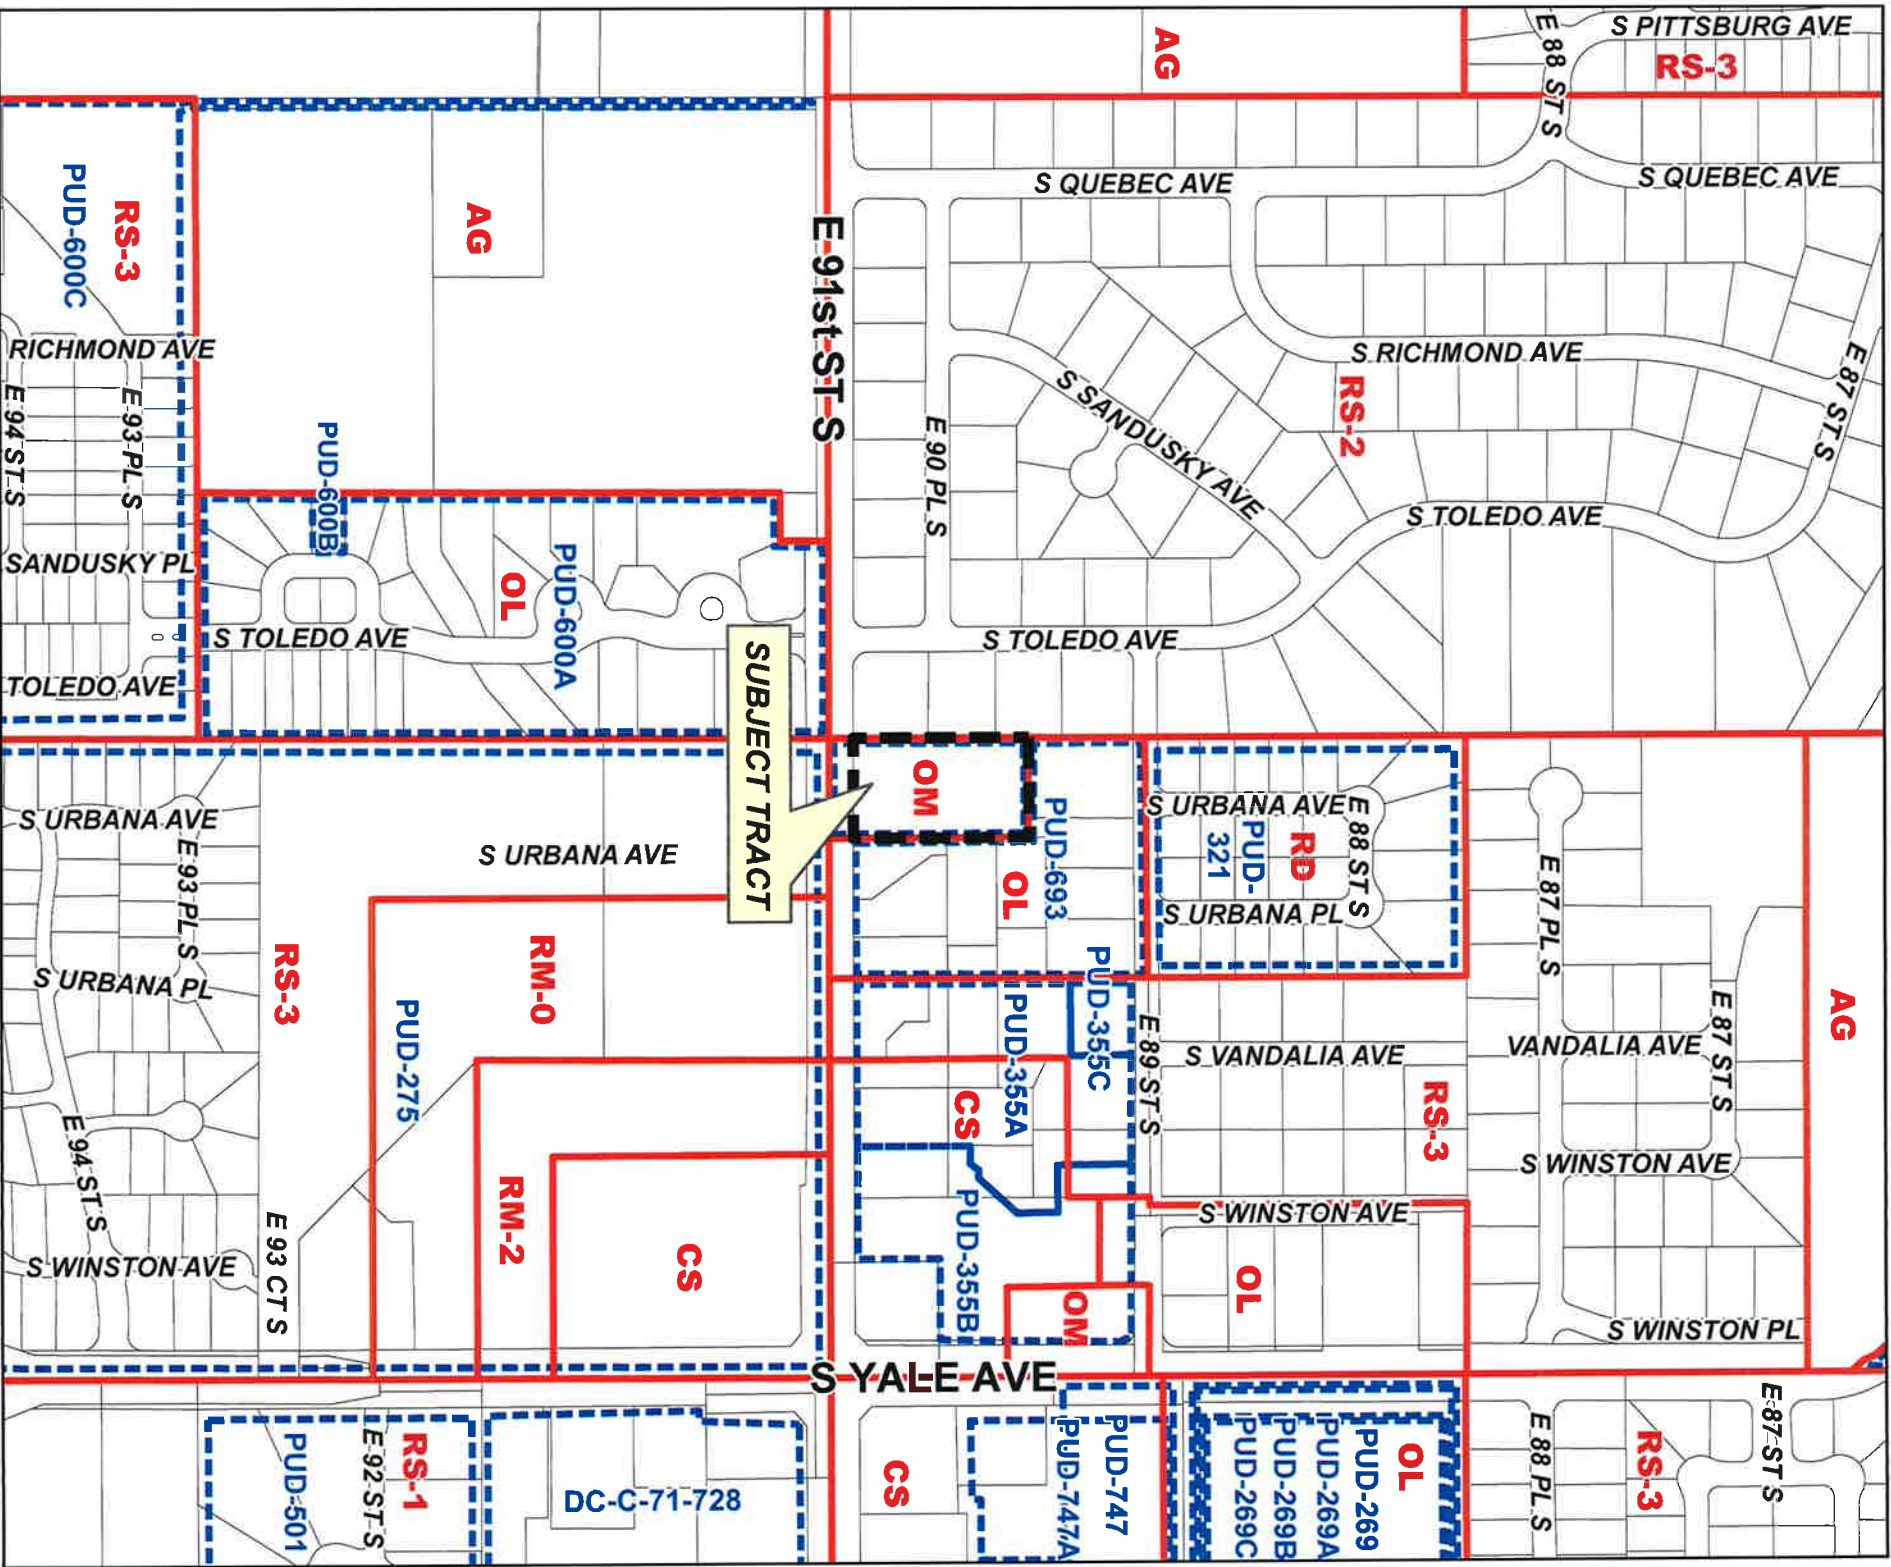 S PITTSBURG AVE
RS-3
AG
E 88 ST S
S QUEBEC AVE
S QUEBEC AVE
RS-3
PUD-600C
AG
E 91st ST S
RICHMOND AVE
S RICHMOND AVE
E 87 ST S
RS-2
S SANDUSKY AVE
E 94 ST S
E 93 PL S
PUD-600B
E 90 PL S
S TOLEDO AVE
SANDUSKY PL
OL
PUD-600A
S TOLEDO AVE
S TOLEDO AVE
TOLEDO AVE
SUBJECT TRACT
OM
PUD-693
OL
S URBANA AVE
E 93 PL S
S URBANA AVE
S URBANA AVE
E 88 ST S
PUD-
321
RD
S URBANA PL
E 87 PL S
S URBANA PL
RS-3
PUD-275
RM-0
PUD-355A
PUD-355C
E 89 ST S
S VANDALIA AVE
VANDALIA AVE
E 87 ST S
AG
CS
RS-3
E 94 ST S
RM-2
S WINSTON AVE
S WINSTON AVE
S WINSTON AVE
E 93 CT S
CS
PUD-355B
OM
OL
S WINSTON PL
S YALE AVE
PUD-501
E 92 ST S
RS-1
DC-C-71-728
CS
PUD-747A
PUD-747
PUD-269C
PUD-269B
PUD-269A
PUD-269
OL
E 88 PL S
RS-3
E 87 ST S